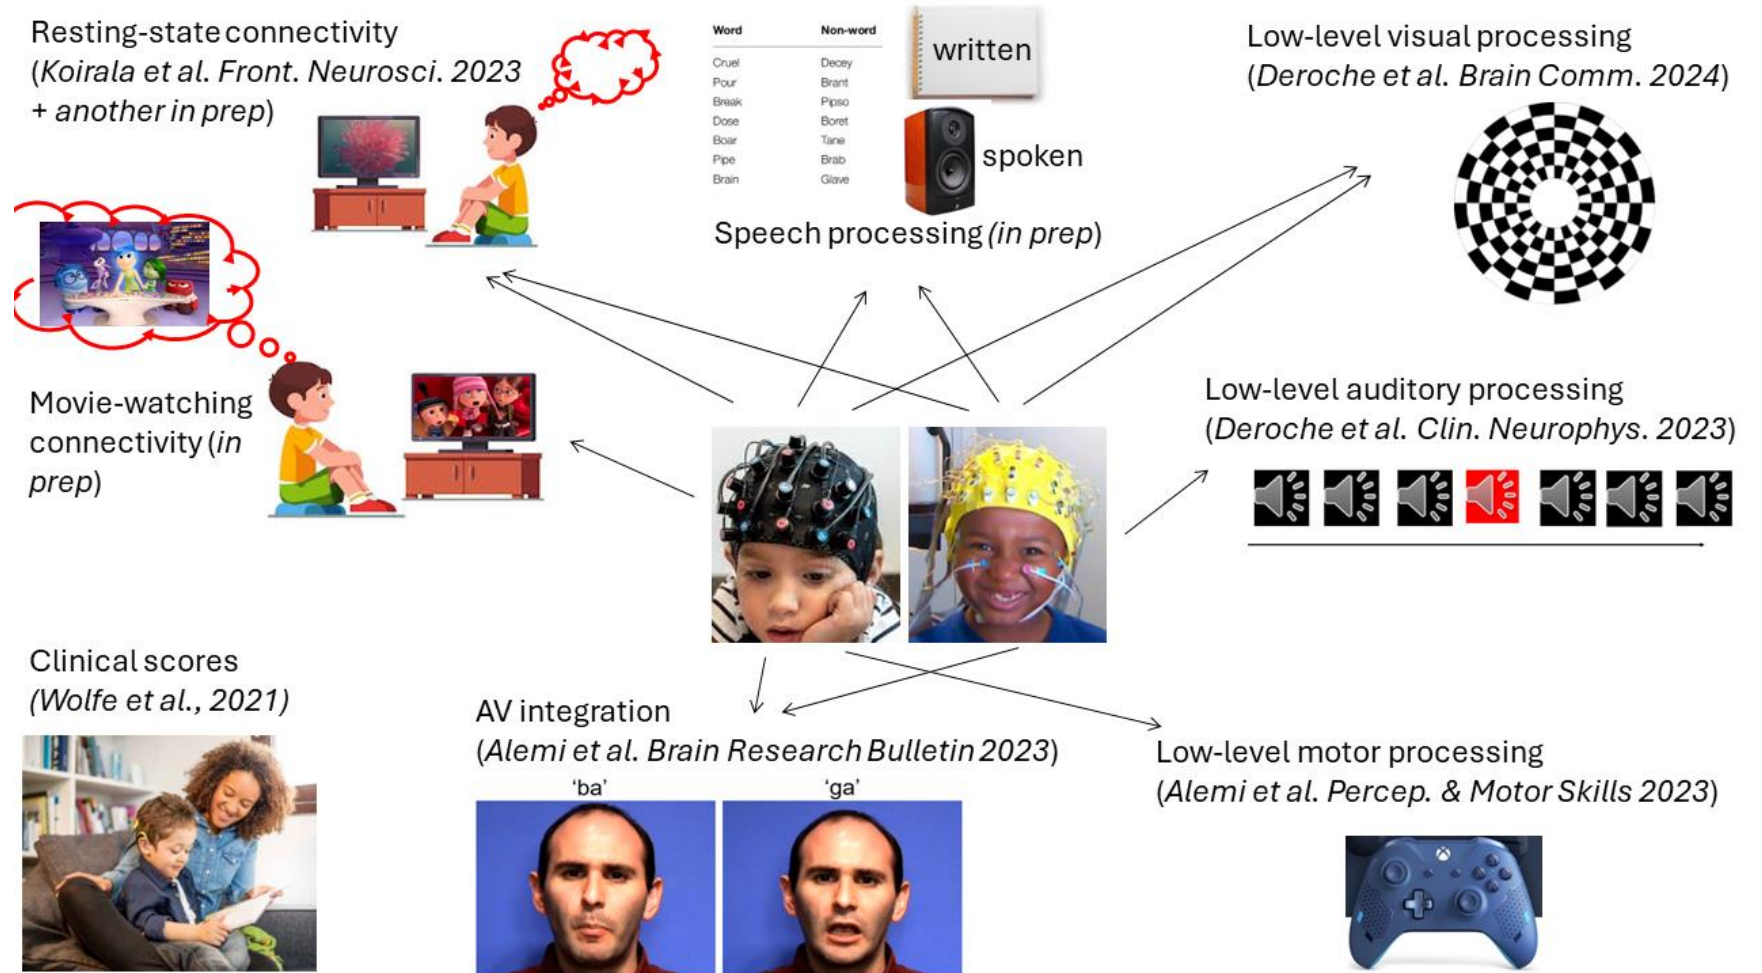 Resting-state connectivity
(Koirala et al. Front. Neurosci. 2023
+ another in prep)
Word Non-word
Cruel Decey
Pour Brant
Break Pipso
Dose Boret
Boar Tane
Pipe Brab
Brain Glave
written
spoken
Speech processing (in prep)
Low-level visual processing
(Deroche et al. Brain Comm. 2024)
Movie-watching
connectivity (in
prep)
Low-level auditory processing
(Deroche et al. Clin. Neurophys. 2023)
Clinical scores
(Wolfe et al., 2021)
AV integration
(Alemi et al. Brain Research Bulletin 2023)
'ba' 'ga'
Low-level motor processing
(Alemi et al. Percep. & Motor Skills 2023)